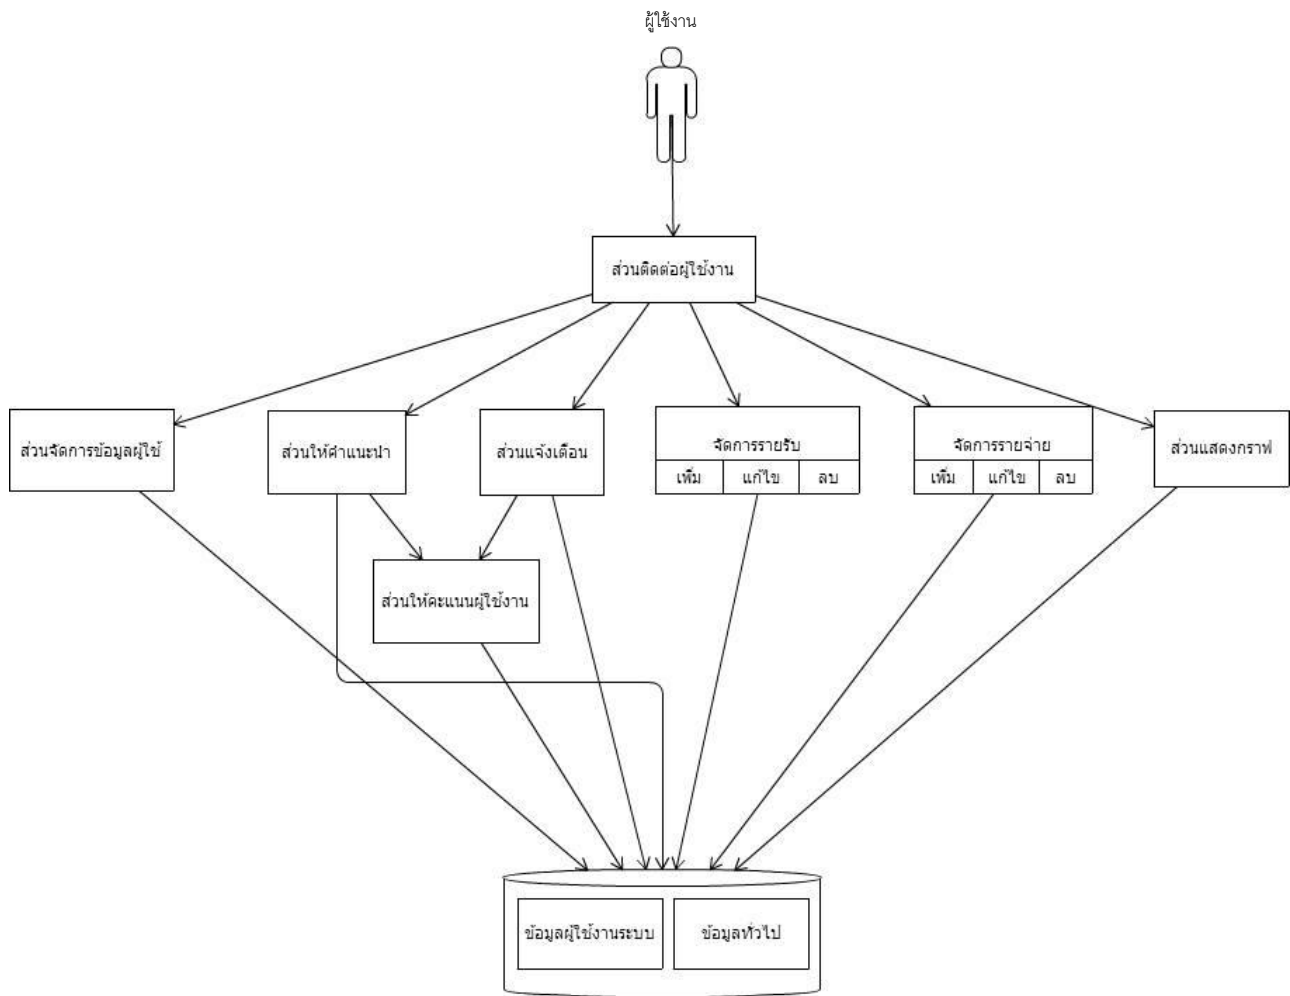 ผู้ใช้งาน
ส่วนติดต่อผู้ใช้งาน
ส่วนจัดการข้อมูลผู้ใช้
ส่วนให้คำแนะนำ
ส่วนแจ้งเตือน
จัดการรายรับ
เพิ่ม แก้ไข ลบ
จัดการรายจ่าย
เพิ่ม แก้ไข ลบ
ส่วนแสดงกราฟ
ส่วนให้คะแนนผู้ใช้งาน
ข้อมูลผู้ใช้งานระบบ
ข้อมูลทั่วไป